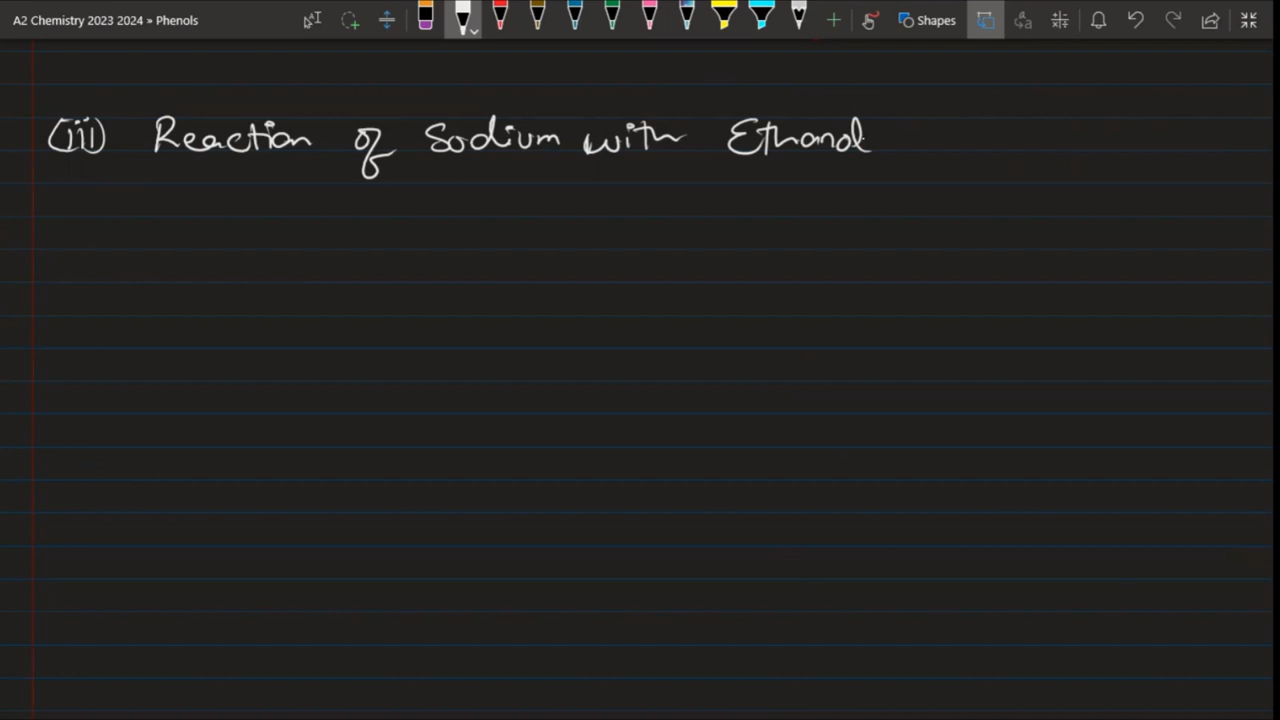 A2 Chemistry 2023 2024 » Phenols
Shapes
(iii) Reaction of Sodium with Ethanol